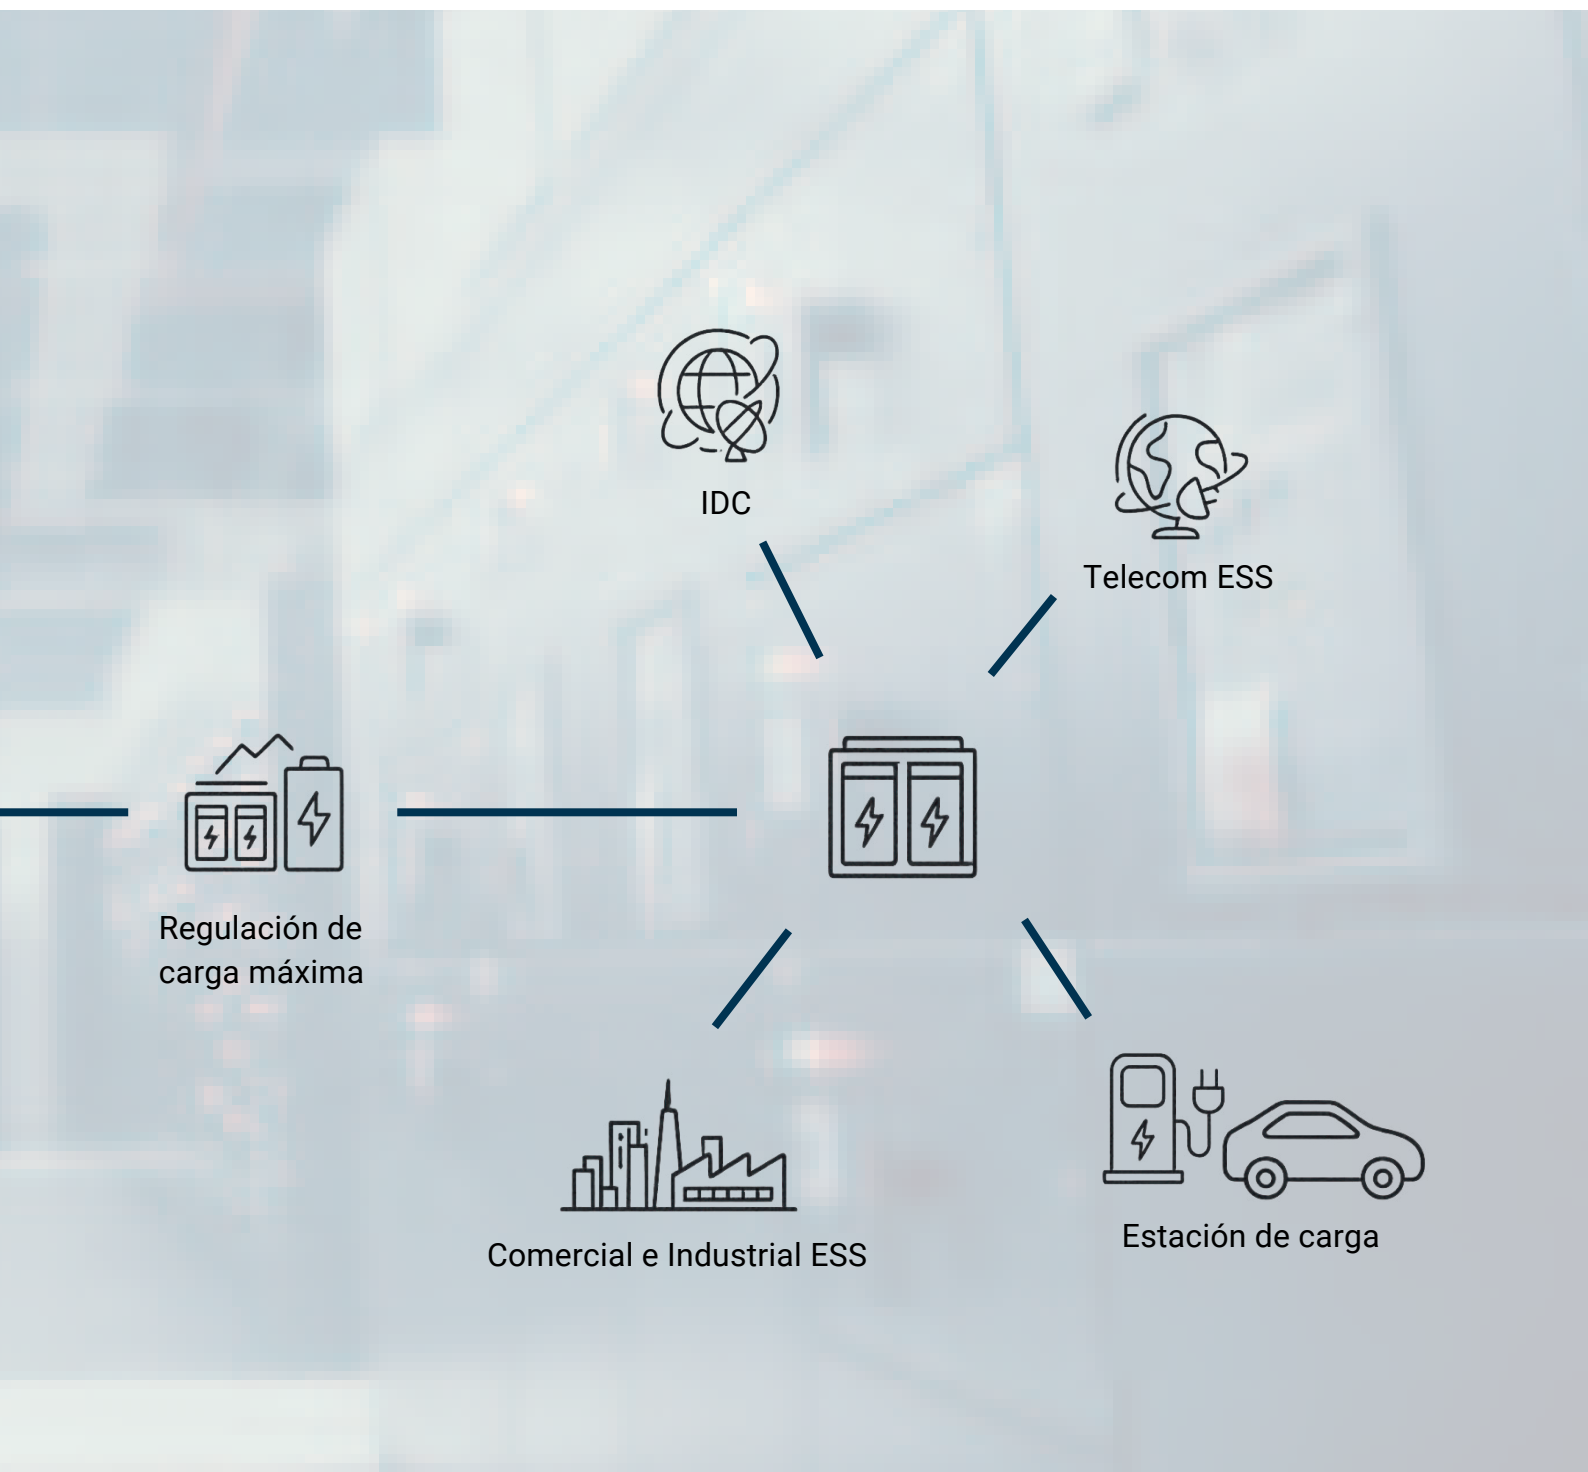 IDC
Telecom ESS
Regulación de
carga máxima
Comercial e Industrial ESS
Estación de carga